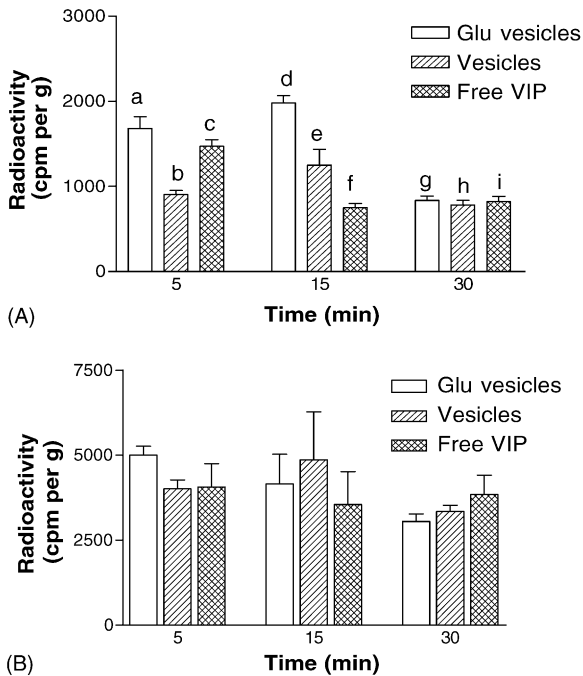 3000
2000
1000
0
Radioactivity
(cpm per g)
Glu vesicles
Vesicles
Free VIP
a
b
c
d
e
f
g
h
i
5
15
30
Time (min)
(A)
7500
5000
2500
0
Radioactivity
(cpm per g)
Glu vesicles
Vesicles
Free VIP
5
15
30
Time (min)
(B)